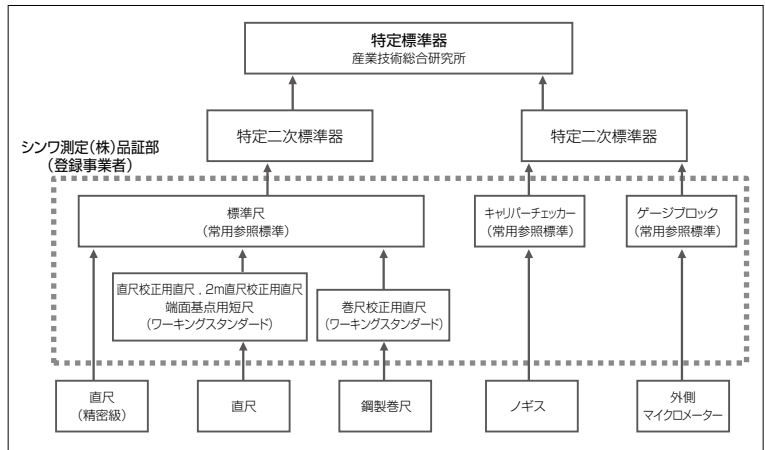 特定標準器
産業技術総合研究所
特定二次標準器
特定二次標準器
シンワ測定(株)品証部
(登録事業者)
標準尺
(常用参照標準)
キャリパーチェッカー
(常用参照標準)
ゲージブロック
(常用参照標準)
直尺校正用直尺 , 2m直尺校正用直尺
端面基点用短尺
(ワーキングスタンダード)
巻尺校正用直尺
(ワーキングスタンダード)
直尺
(精密級)
直尺
鋼製巻尺
ノギス
外側
マイクロメーター